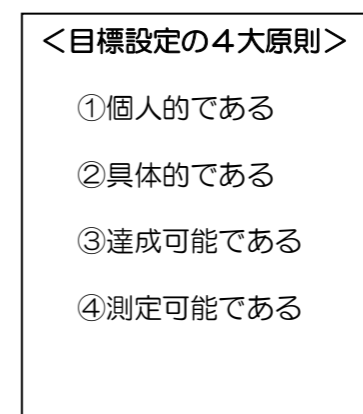 ＜目標設定の４大原則＞
①個人的である
②具体的である
③達成可能である
④測定可能である